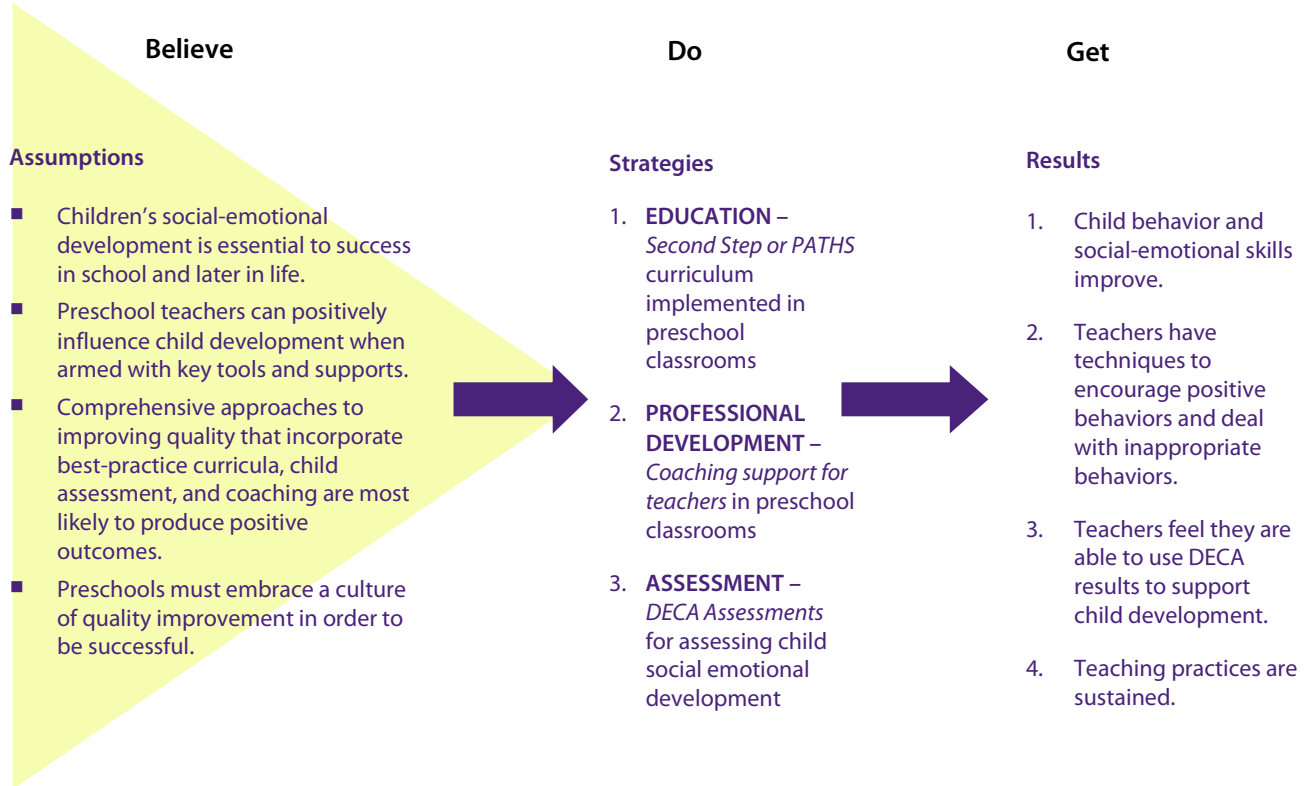 Believe
Do
Get
Assumptions
■ Children’s social-emotional
development is essential to success
in school and later in life.
■ Preschool teachers can positively
influence child development when
armed with key tools and supports.
■ Comprehensive approaches to
improving quality that incorporate
best-practice curricula, child
assessment, and coaching are most
likely to produce positive
outcomes.
■ Preschools must embrace a culture
of quality improvement in order to
be successful.
Strategies
1. EDUCATION –
Second Step or PATHS
curriculum
implemented in
preschool
classrooms
2. PROFESSIONAL
DEVELOPMENT –
Coaching support for
teachers in preschool
classrooms
3. ASSESSMENT –
DECA Assessments
for assessing child
social emotional
development
Results
1. Child behavior and
social-emotional skills
improve.
2. Teachers have
techniques to
encourage positive
behaviors and deal
with inappropriate
behaviors.
3. Teachers feel they are
able to use DECA
results to support
child development.
4. Teaching practices are
sustained.